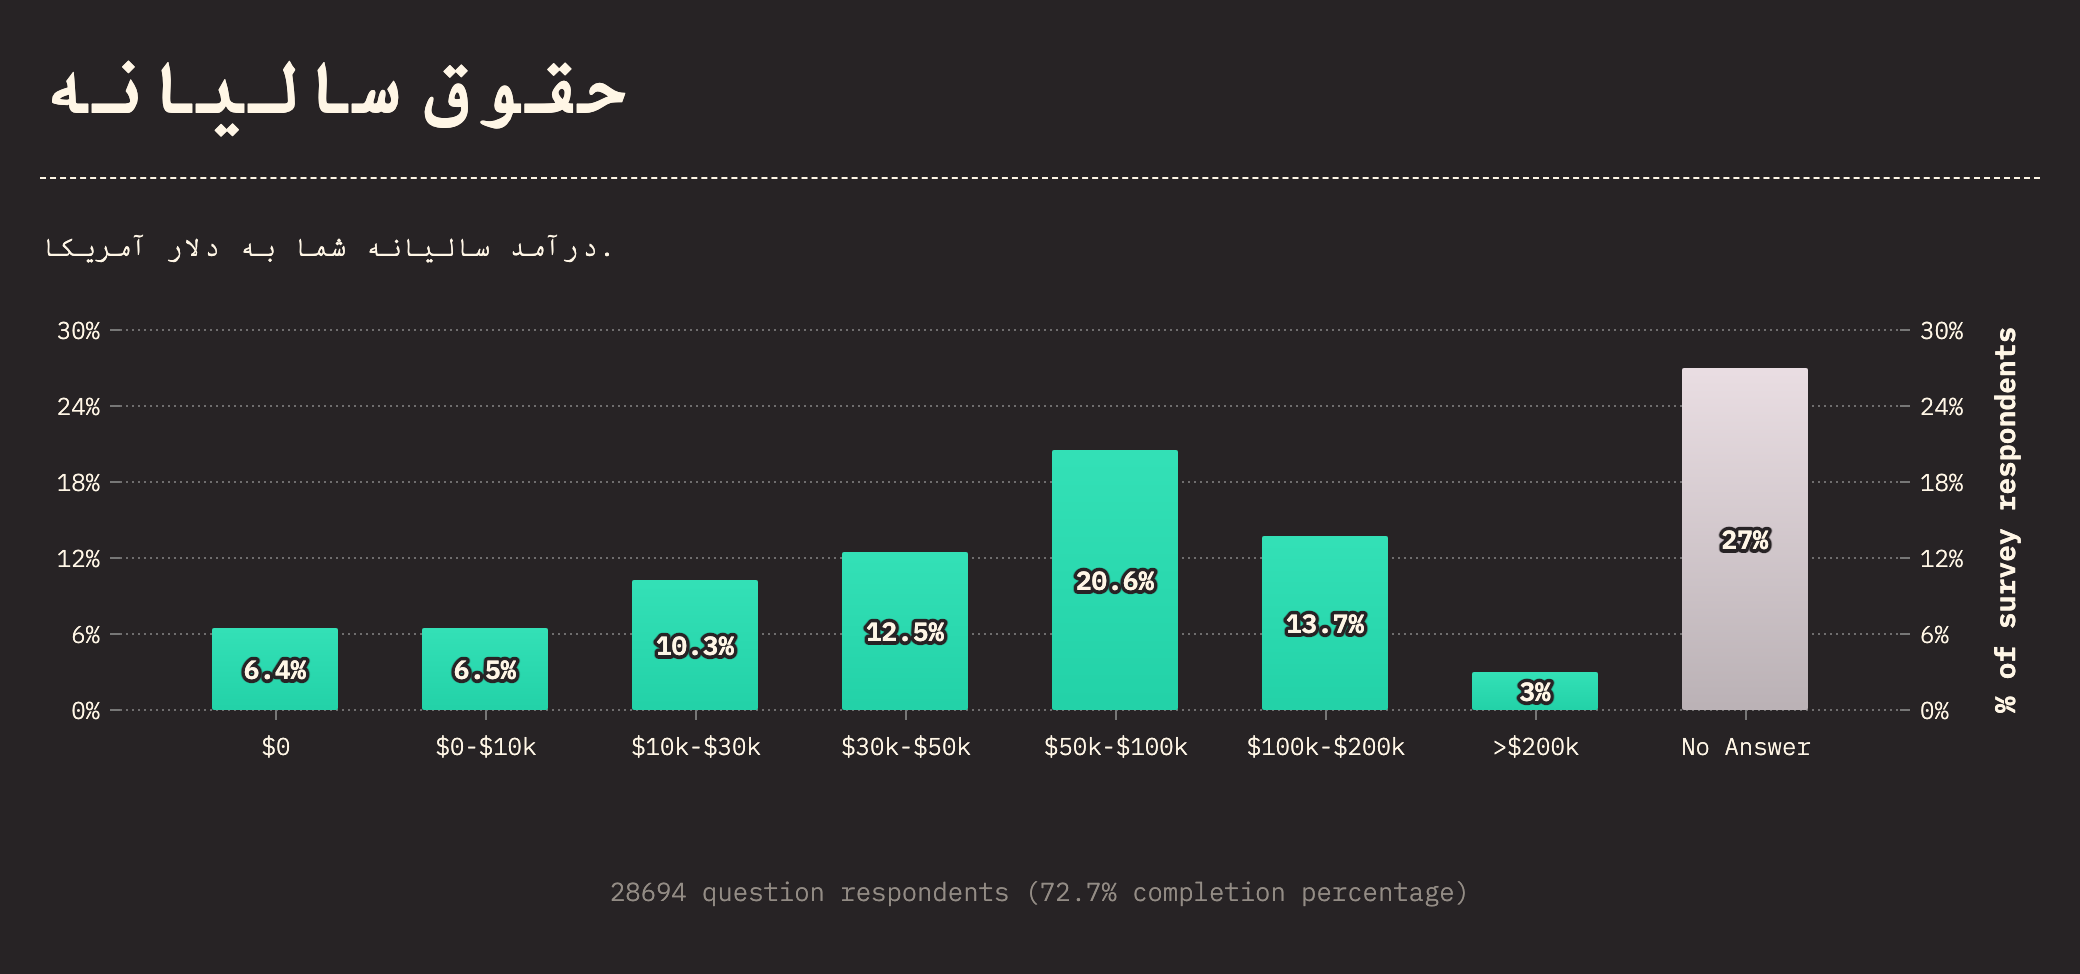 حقوق سالیانه
درآمد سالیانه شما به دلار آمریکا.
30%
24%
18%
12%
6%
0%
6.4%
6.5%
10.3%
12.5%
20.6%
13.7%
3%
27%
$0
$0-$10k
$10k-$30k
$30k-$50k
$50k-$100k
$100k-$200k
>$200k
No Answer
30%
24%
18%
12%
6%
0%
% of survey respondents
28694 question respondents (72.7% completion percentage)